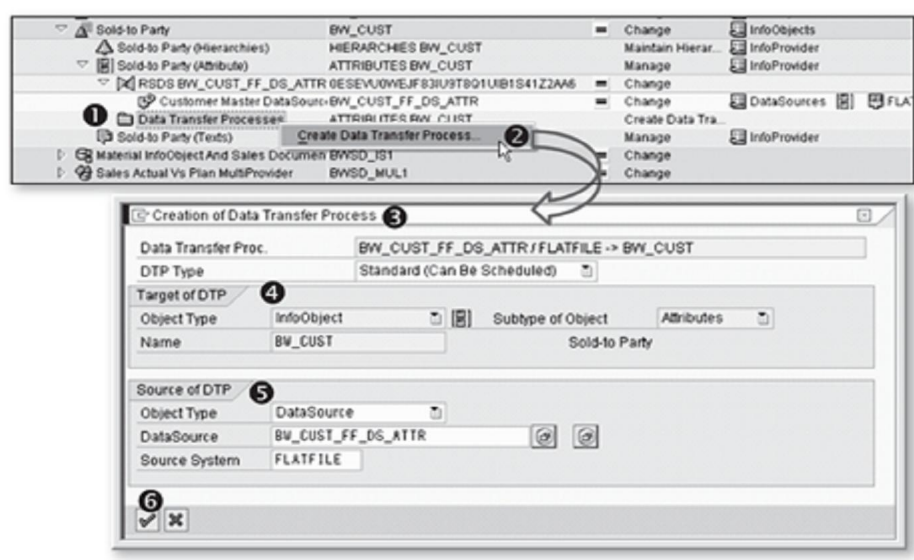 Sold-to Party BW_CUST = Change InfoObjects
Sold-to Party (Hierarchies) HIERARCHIES BW_CUST Maintain Hierar... InfoProvider
Sold-to Party (Attribute) ATTRIBUTES BW_CUST Manage InfoProvider
RSDS BW_CUST_FF_DS_ATTR = Change
Customer Master DataSource BW_CUST_FF_DS_ATTR = Change DataSources FLAT
1 Data Transfer Processes ATTRIBUTES BW_CUST Create Data Tra...
Create Data Transfer Process... 2
Sold-to Party (Texts) Manage InfoProvider
Material InfoObject And Sales Documen BWSD_IS1 = Change
Sales Actual Vs Plan MultiProvider BWSD_MUL1 = Change
Creation of Data Transfer Process 3
Data Transfer Proc. BW_CUST_FF_DS_ATTR / FLATFILE -> BW_CUST
DTP Type Standard (Can Be Scheduled)
Target of DTP 4
Object Type InfoObject Subtype of Object Attributes
Name BW_CUST Sold-to Party
Source of DTP 5
Object Type DataSource
DataSource BW_CUST_FF_DS_ATTR
Source System FLATFILE
6